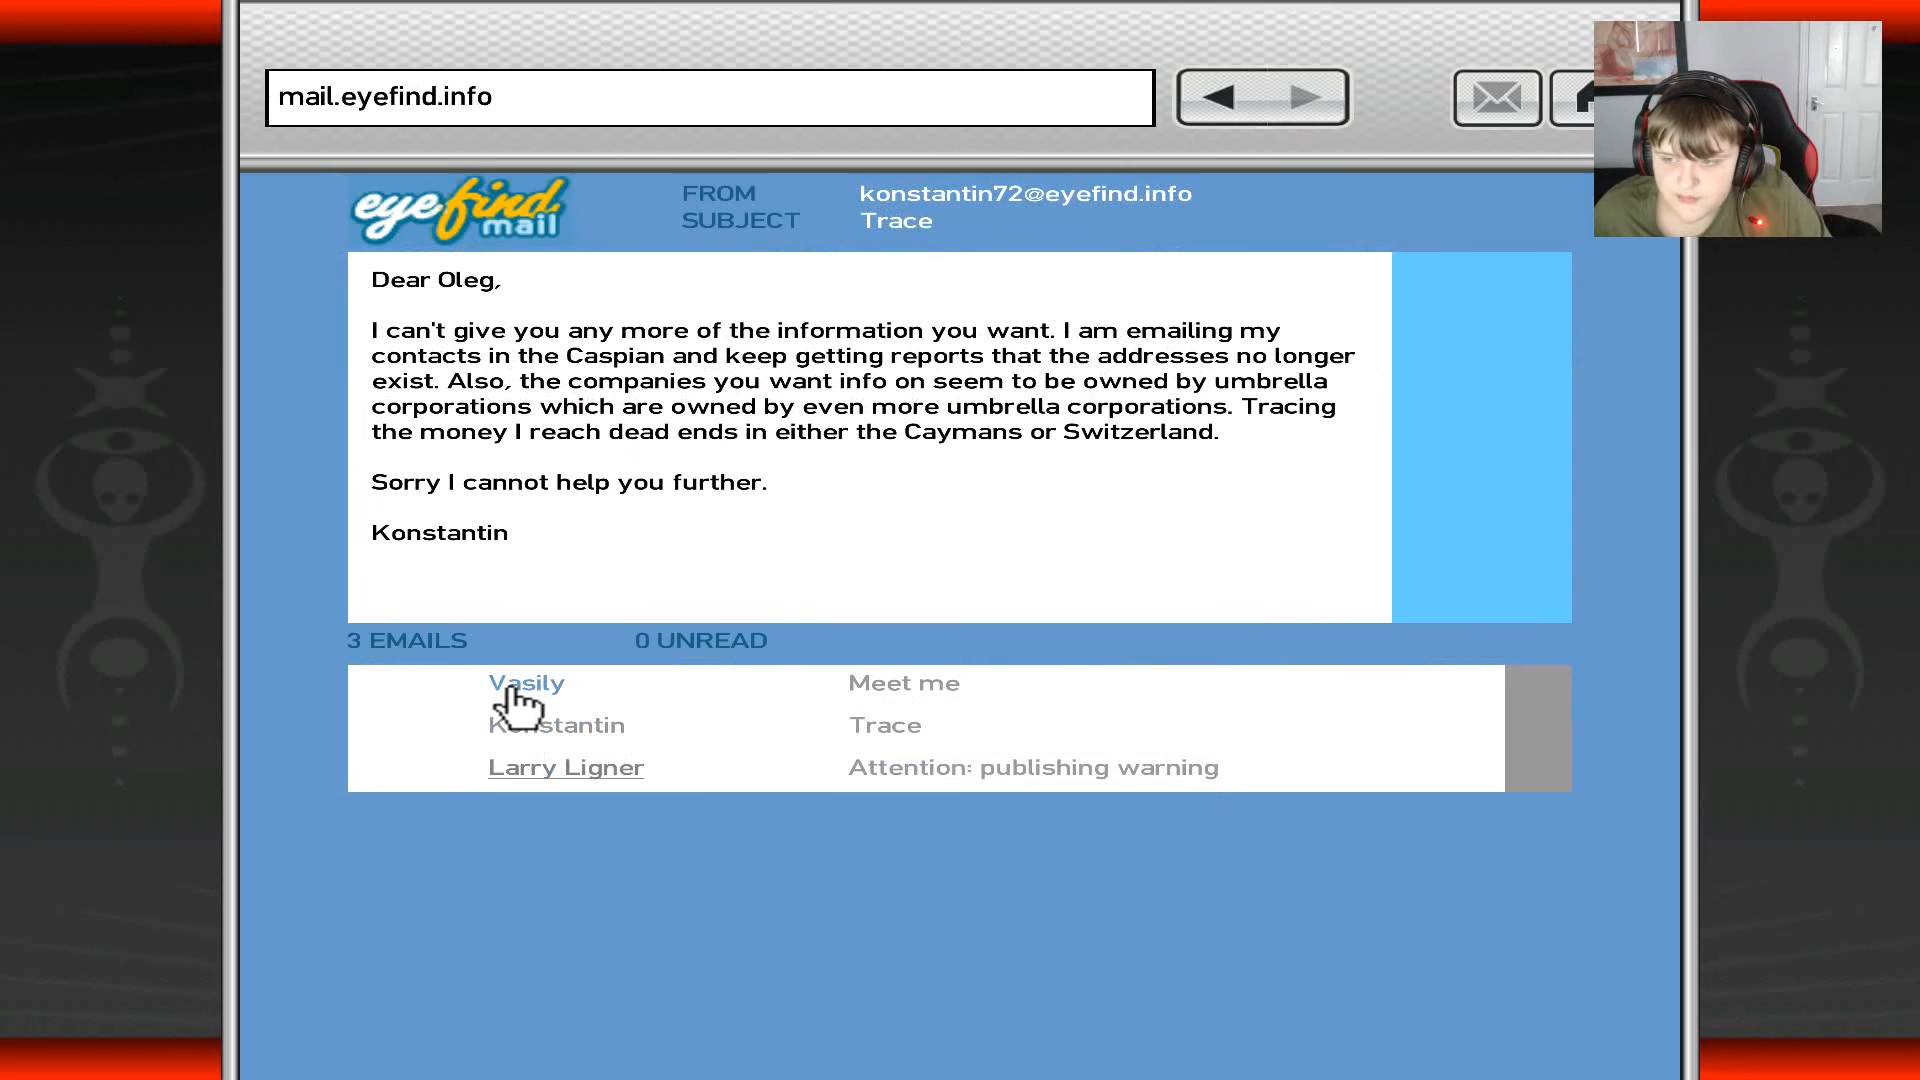 mail.eyefind.info
eyefind mail
FROM konstantin72@eyefind.info
SUBJECT Trace
Dear Oleg,
I can't give you any more of the information you want. I am emailing my
contacts in the Caspian and keep getting reports that the addresses no longer
exist. Also, the companies you want info on seem to be owned by umbrella
corporations which are owned by even more umbrella corporations. Tracing
the money I reach dead ends in either the Caymans or Switzerland.
Sorry I cannot help you further.
Konstantin
3 EMAILS 0 UNREAD
Vasily Meet me
Konstantin Trace
Larry Ligner Attention: publishing warning